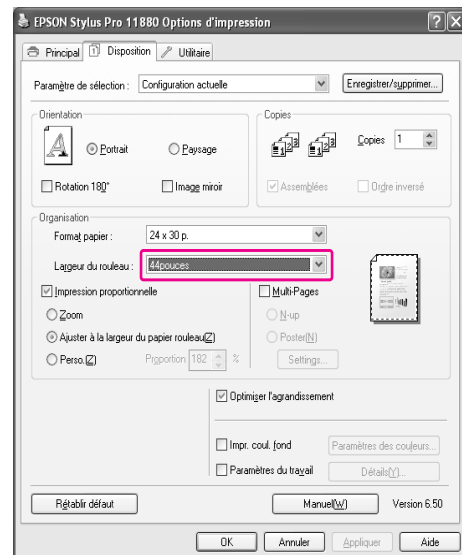 EPSON Stylus Pro 11880 Options d'impression
Principal Disposition Utilitaire
Paramètre de sélection : Configuration actuelle Enregistrer/supprimer...
Orientation
Portrait Paysage
Rotation 180° Image miroir
Copies
Copies 1
Assemblées Ordre inversé
Organisation
Format papier : 24 x 30 p.
Largeur du rouleau : 44pouces
Impression proportionnelle
Zoom
Ajuster à la largeur du papier rouleau(Z)
Perso.(Z) Proportion 182 %
Multi-Pages
N-up
Poster(N)
Settings...
Optimiser l'agrandissement
Impr. coul. fond Paramètres des couleurs...
Paramètres du travail Détails(Y)...
Rétablir défaut Manuel(W) Version 6.50
OK Annuler Appliquer Aide